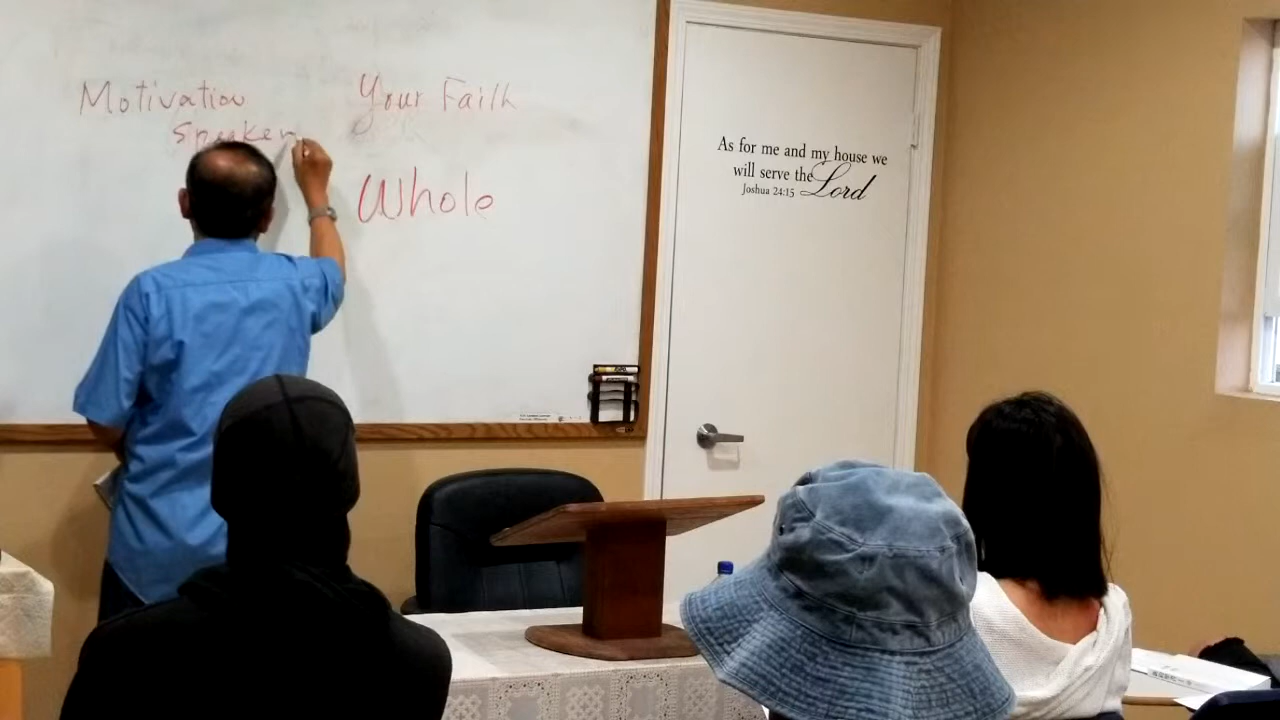 Motivation
Speaker
Your Faith
Whole
As for me and my house we
will serve the Lord
Joshua 24:15